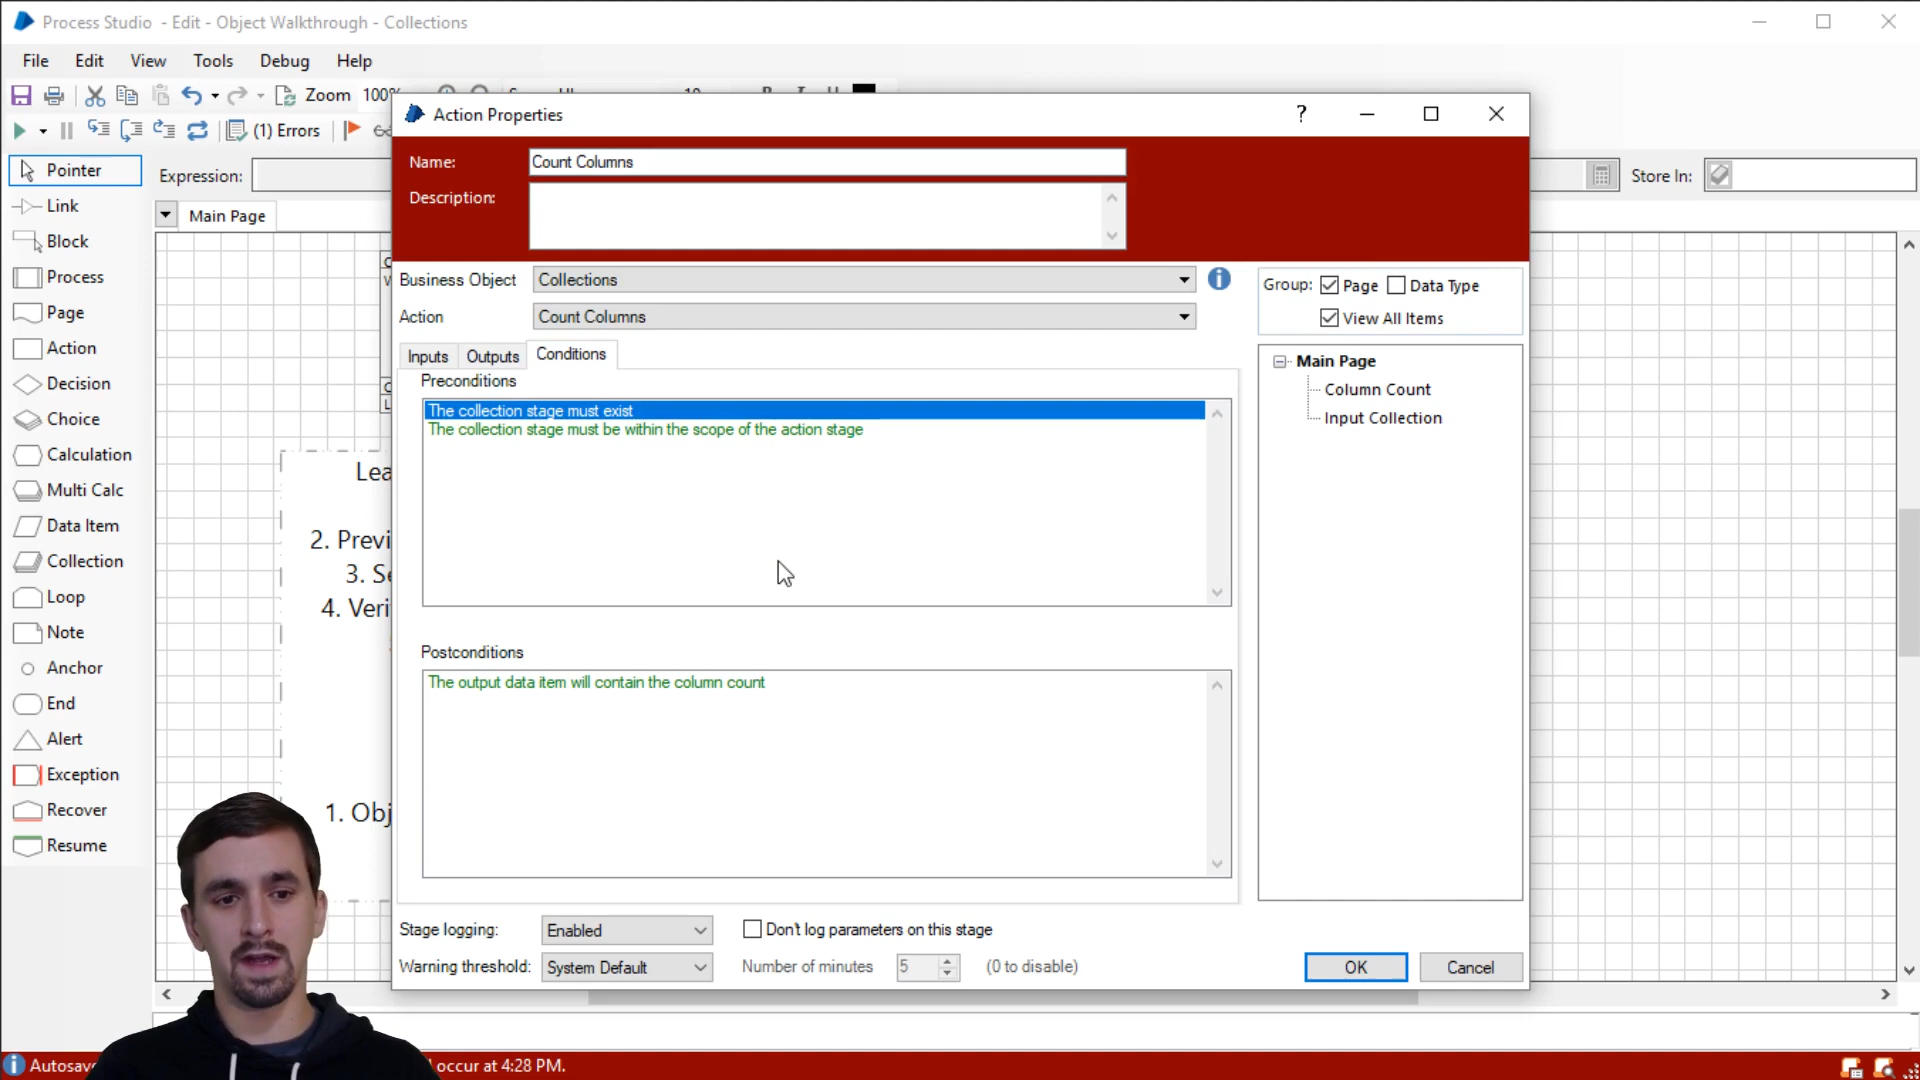 Process Studio - Edit - Object Walkthrough - Collections
File Edit View Tools Debug Help
Zoom 100%
(1) Errors
Action Properties
Name: Count Columns
Description:
Pointer
Expression:
Store In:
Link
Main Page
Block
Business Object Collections
Group: Page Data Type
Process
Action Count Columns
View All Items
Page
Inputs Outputs Conditions
Action
Preconditions
Main Page
Decision
Column Count
The collection stage must exist
Input Collection
Choice
The collection stage must be within the scope of the action stage
Calculation
Multi Calc
Data Item
2.
Collection
3.
Loop
4.
Note
Postconditions
Anchor
The output data item will contain the column count
End
Alert
Exception
Recover
1.
Resume
Stage logging: Enabled Don't log parameters on this stage
Warning threshold: System Default Number of minutes 5 (0 to disable)
OK Cancel
occur at 4:28 PM.